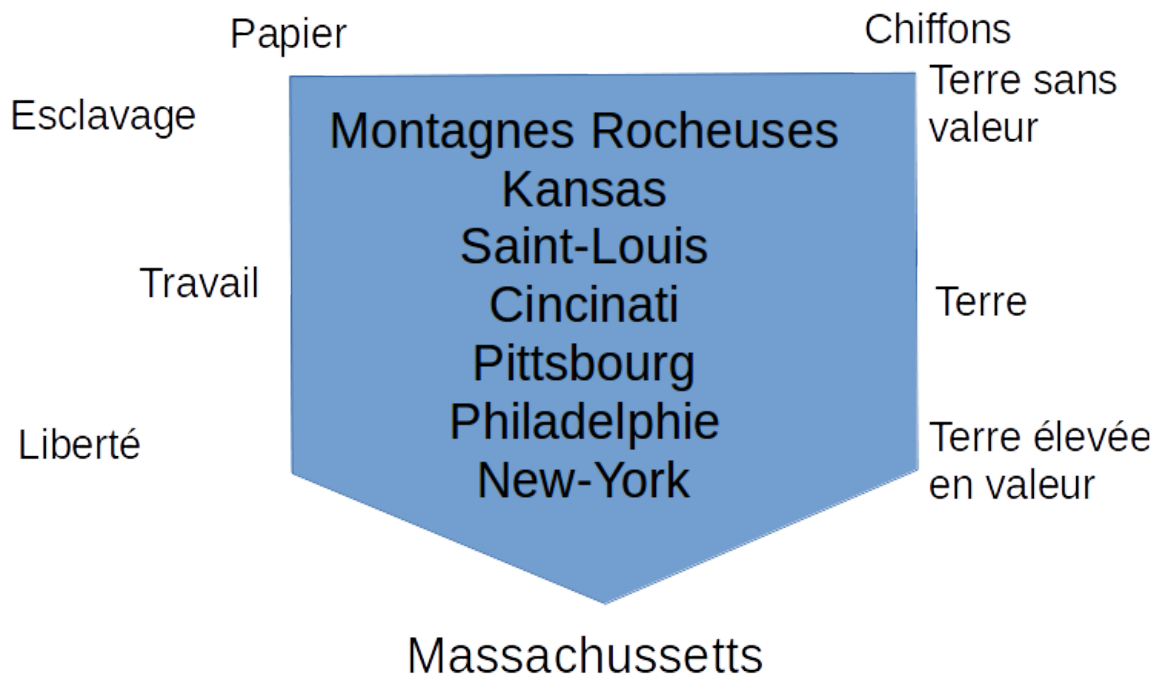 Papier
Chiffons
Esclavage
Terre sans
valeur
Montagnes Rocheuses
Kansas
Saint-Louis
Travail
Cincinati
Terre
Pittsbourg
Philadelphie
Liberté
Terre élevée
en valeur
New-York
Massachussetts